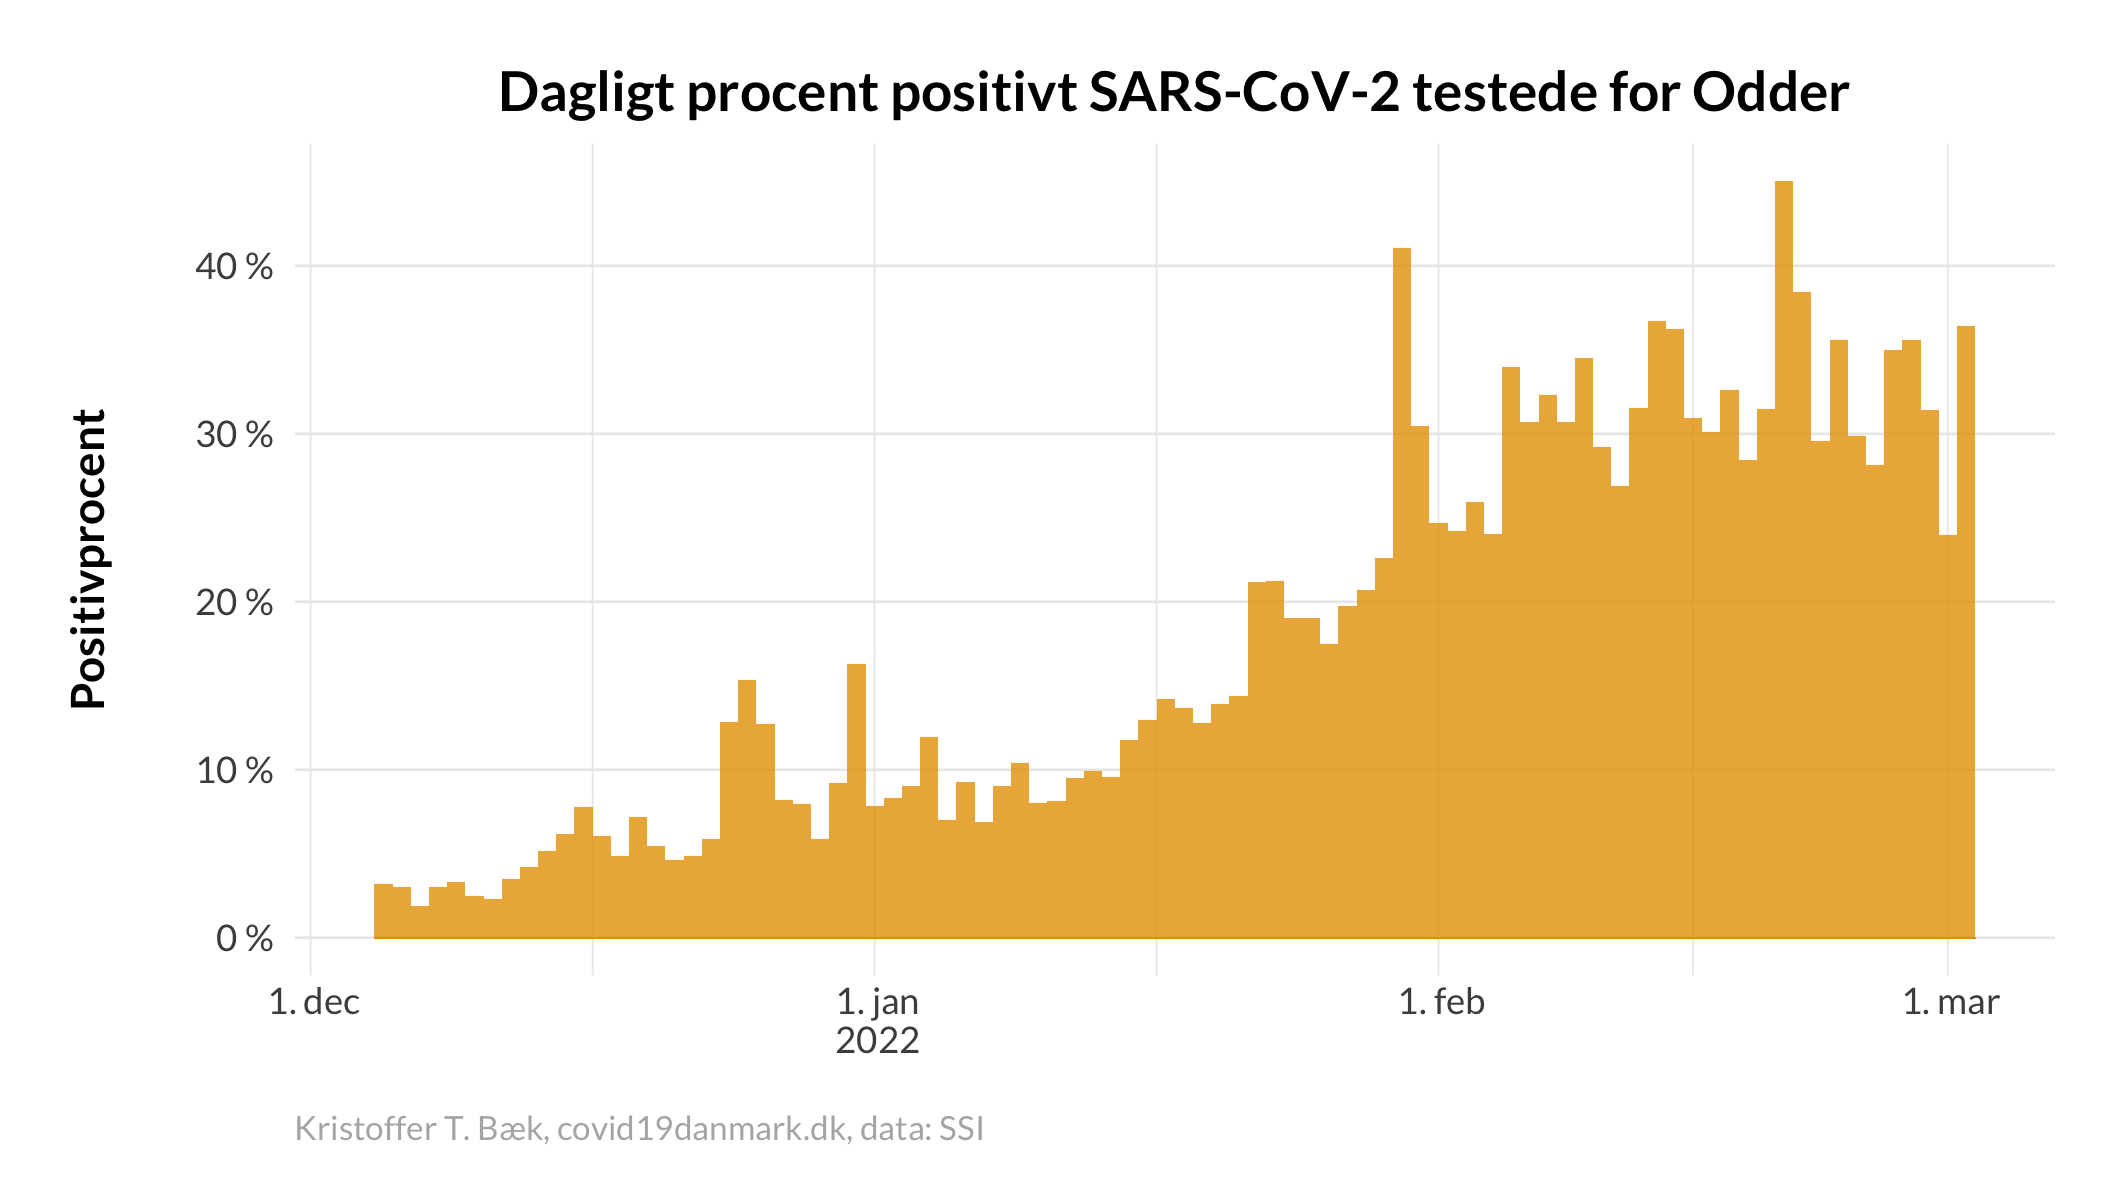 Dagligt procent positivt SARS-CoV-2 testede for Odder
Positivprocent
40 %
30 %
20 %
10 %
0 %
1. dec
1. jan
2022
1. feb
1. mar
Kristoffer T. Bæk, covid19danmark.dk, data: SSI